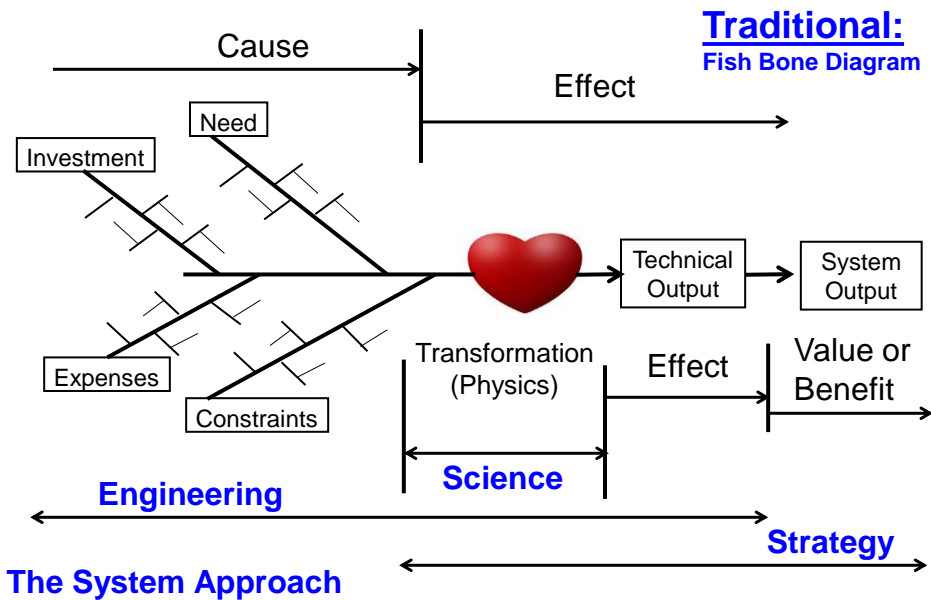 Traditional:
Fish Bone Diagram
Cause
Effect
Need
Investment
Technical
Output
System
Output
Expenses
Constraints
Transformation
(Physics)
Effect
Value or
Benefit
Science
Engineering
Strategy
The System Approach